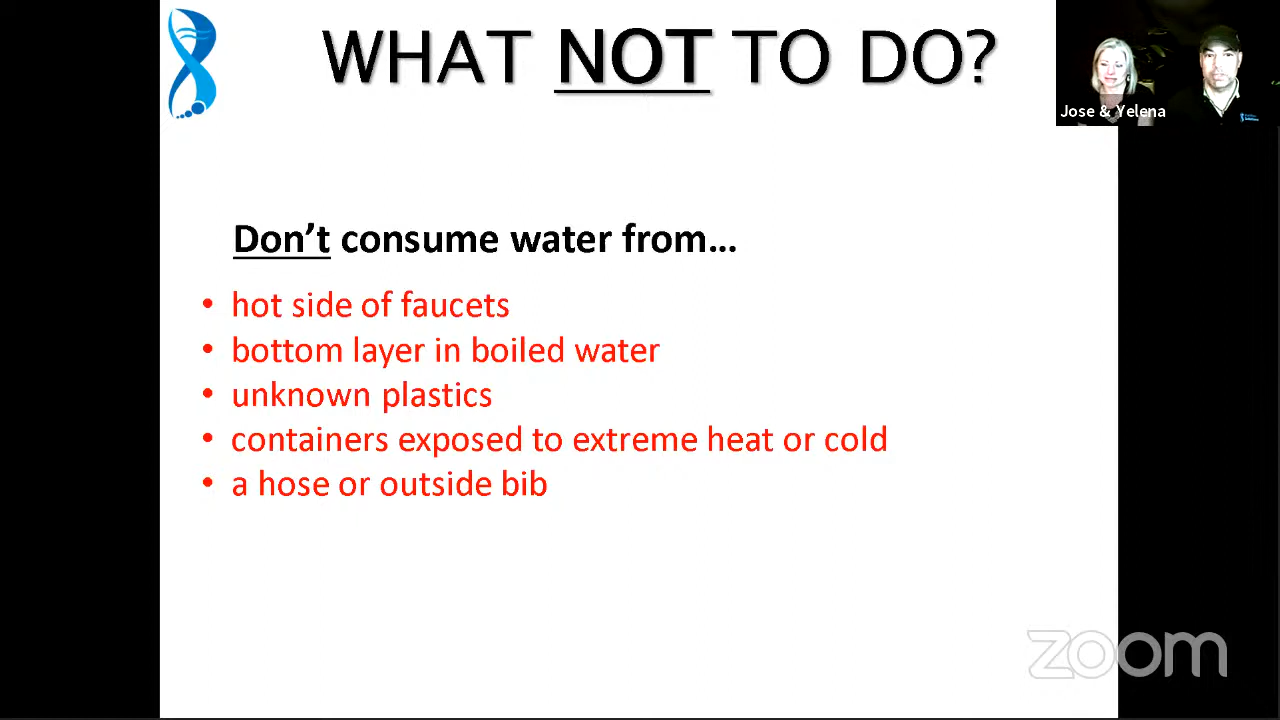 WHAT NOT TO DO?
Jose & Yelena
Don’t consume water from…
• hot side of faucets
• bottom layer in boiled water
• unknown plastics
• containers exposed to extreme heat or cold
• a hose or outside bib
zoom